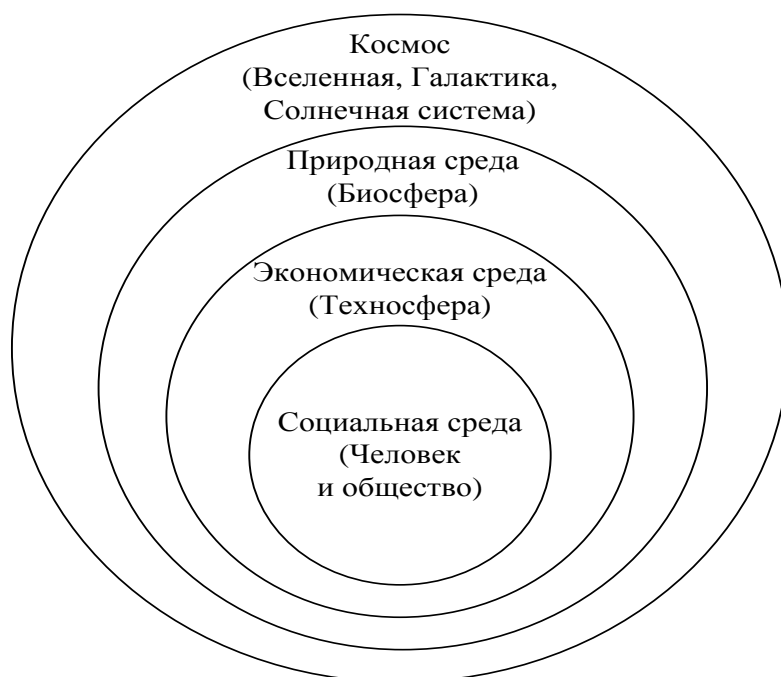 Космос
(Вселенная, Галактика,
Солнечная система)
Природная среда
(Биосфера)
Экономическая среда
(Техносфера)
Социальная среда
(Человек
и общество)